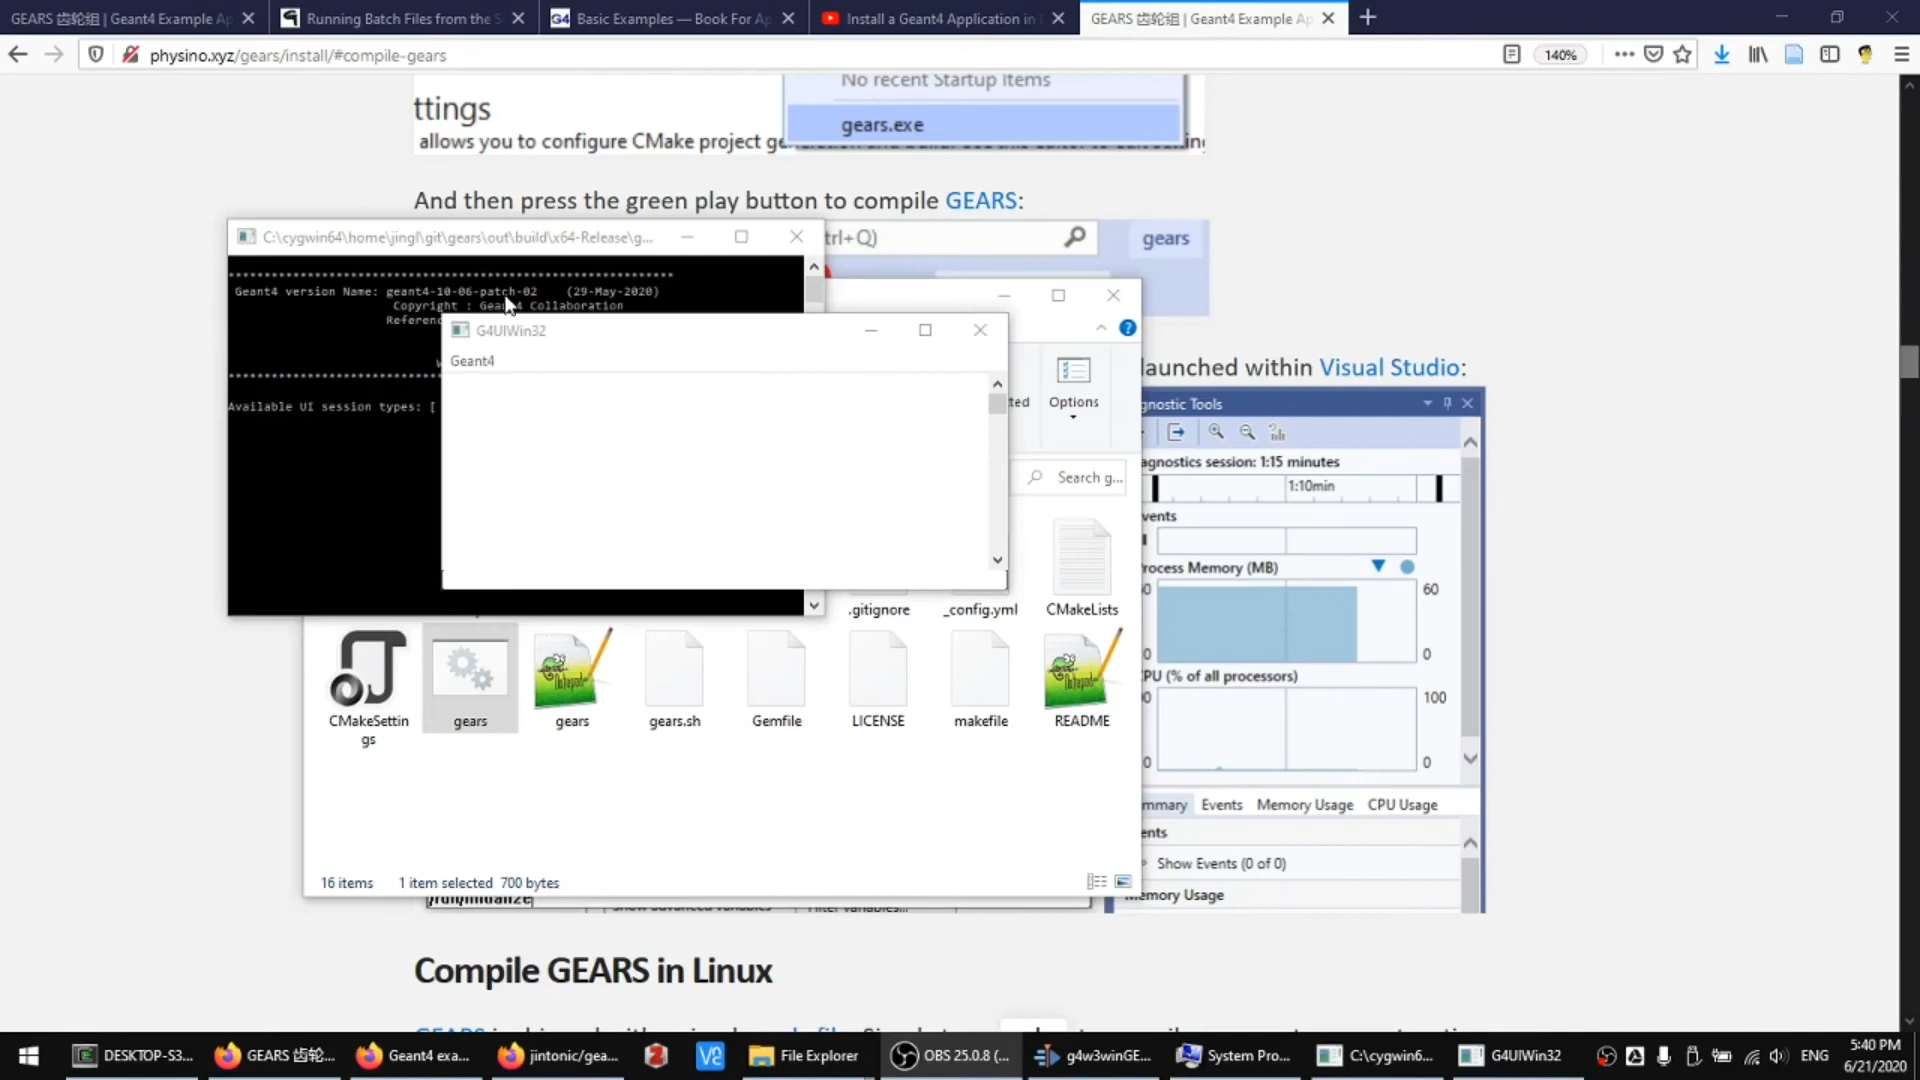 GEARS 齿轮组 | Geant4 Example Ap
Running Batch Files from the S
Basic Examples — Book For Ap
Install a Geant4 Application in
GEARS 齿轮组 | Geant4 Example Ap
physino.xyz/gears/install/#compile-gears
140%
No recent Startup Items
ttings
gears.exe
allows you to configure CMake project ge
And then press the green play button to compile GEARS:
C:\cygwin64\home\jingl\git\gears\out\build\x64-Release\g...
trl+Q)
gears
Geant4 version Name: geant4-10-06-patch-02    (29-May-2020)
Copyright : Geant4 Collaboration
Referenc
G4UIWin32
Geant4
Available UI session types: [
launched within Visual Studio:
ted
Options
gnostic Tools
agnostics session: 1:15 minutes
Search g...
1:10min
vents
rocess Memory (MB)
60
0
PU (% of all processors)
100
0
mmary
Events
Memory Usage
CPU Usage
ents
Show Events (0 of 0)
Memory Usage
.gitignore
_config.yml
CMakeLists
CMakeSettin
gs
gears
gears
gears.sh
Gemfile
LICENSE
makefile
README
16 items
1 item selected
700 bytes
Compile GEARS in Linux
DESKTOP-S3...
GEARS 齿轮...
Geant4 exa...
jintonic/gea...
File Explorer
OBS 25.0.8 (...
g4w3winGE...
System Pro...
C:\cygwin6...
G4UIWin32
ENG
5:40 PM
6/21/2020